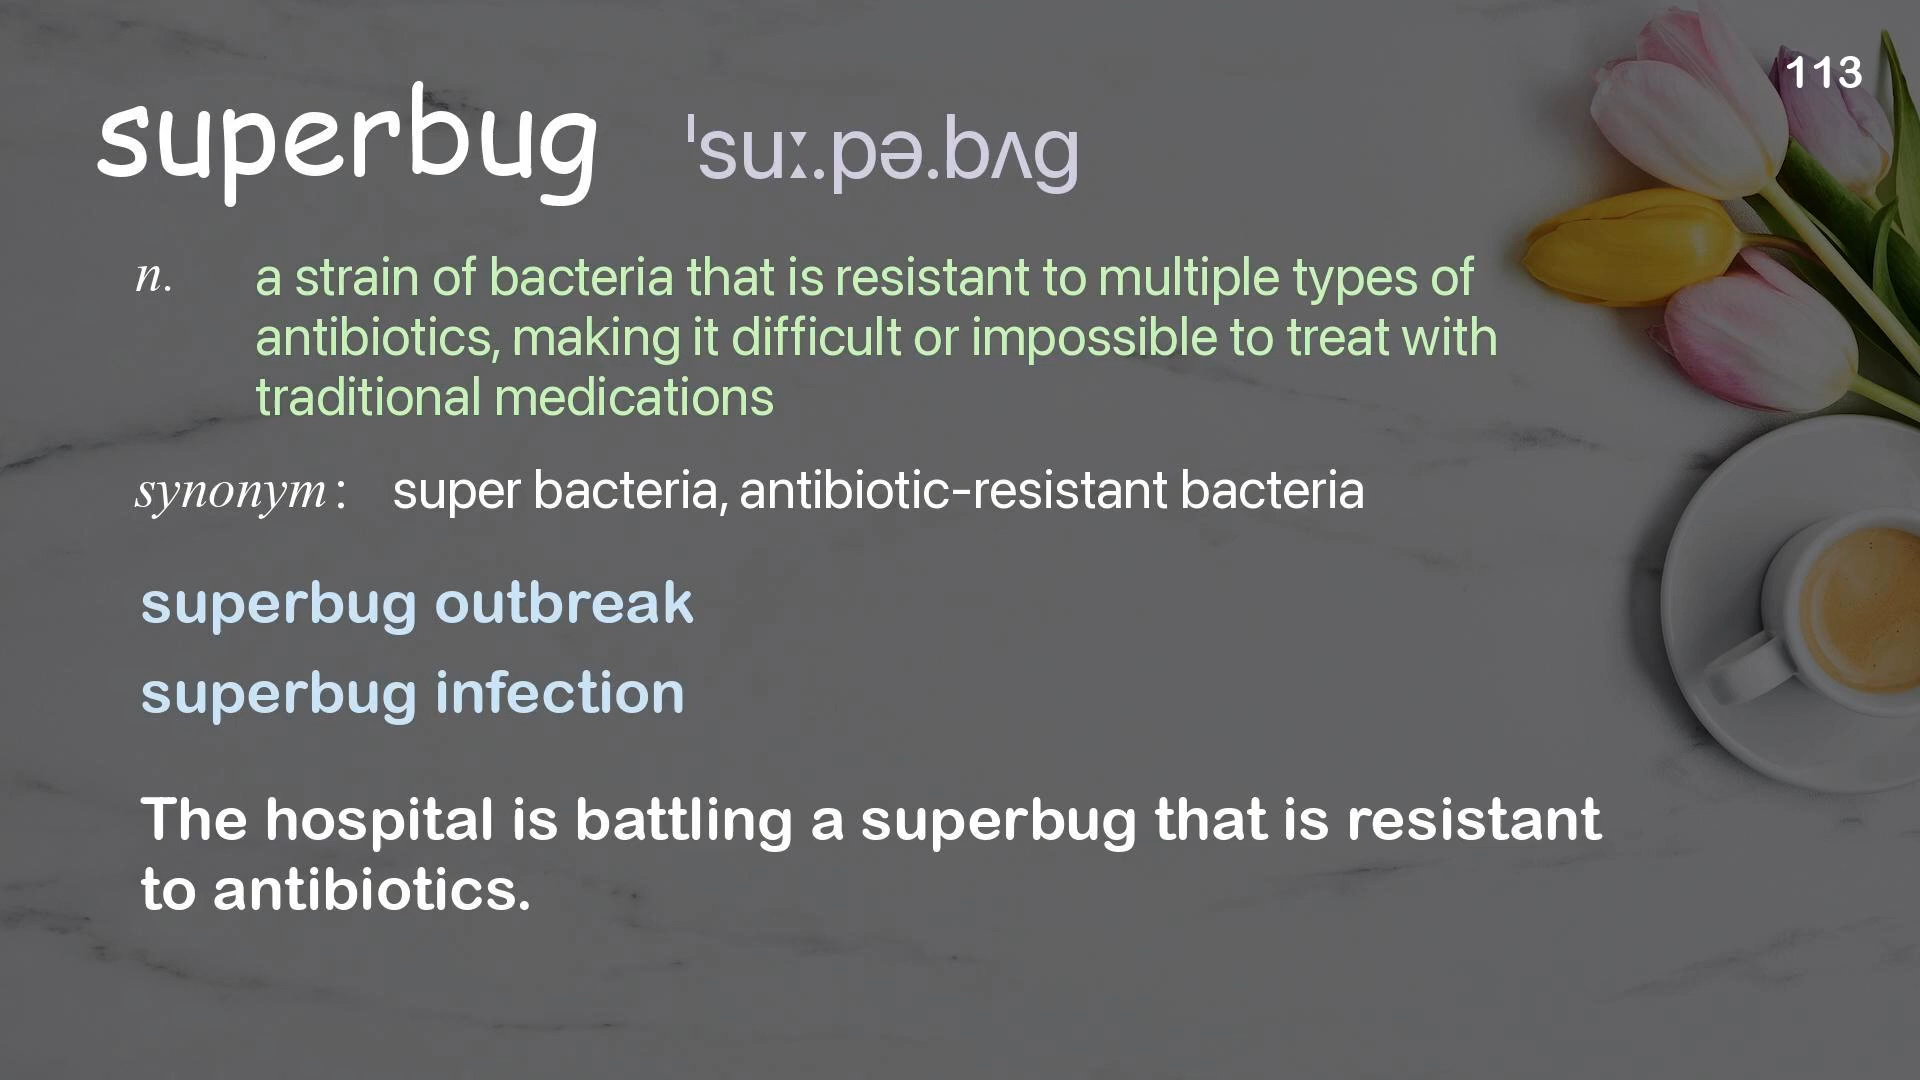 113
superbug ˈsuː.pə.bʌg
n. a strain of bacteria that is resistant to multiple types of
antibiotics, making it difficult or impossible to treat with
traditional medications
synonym: super bacteria, antibiotic-resistant bacteria
superbug outbreak
superbug infection
The hospital is battling a superbug that is resistant
to antibiotics.